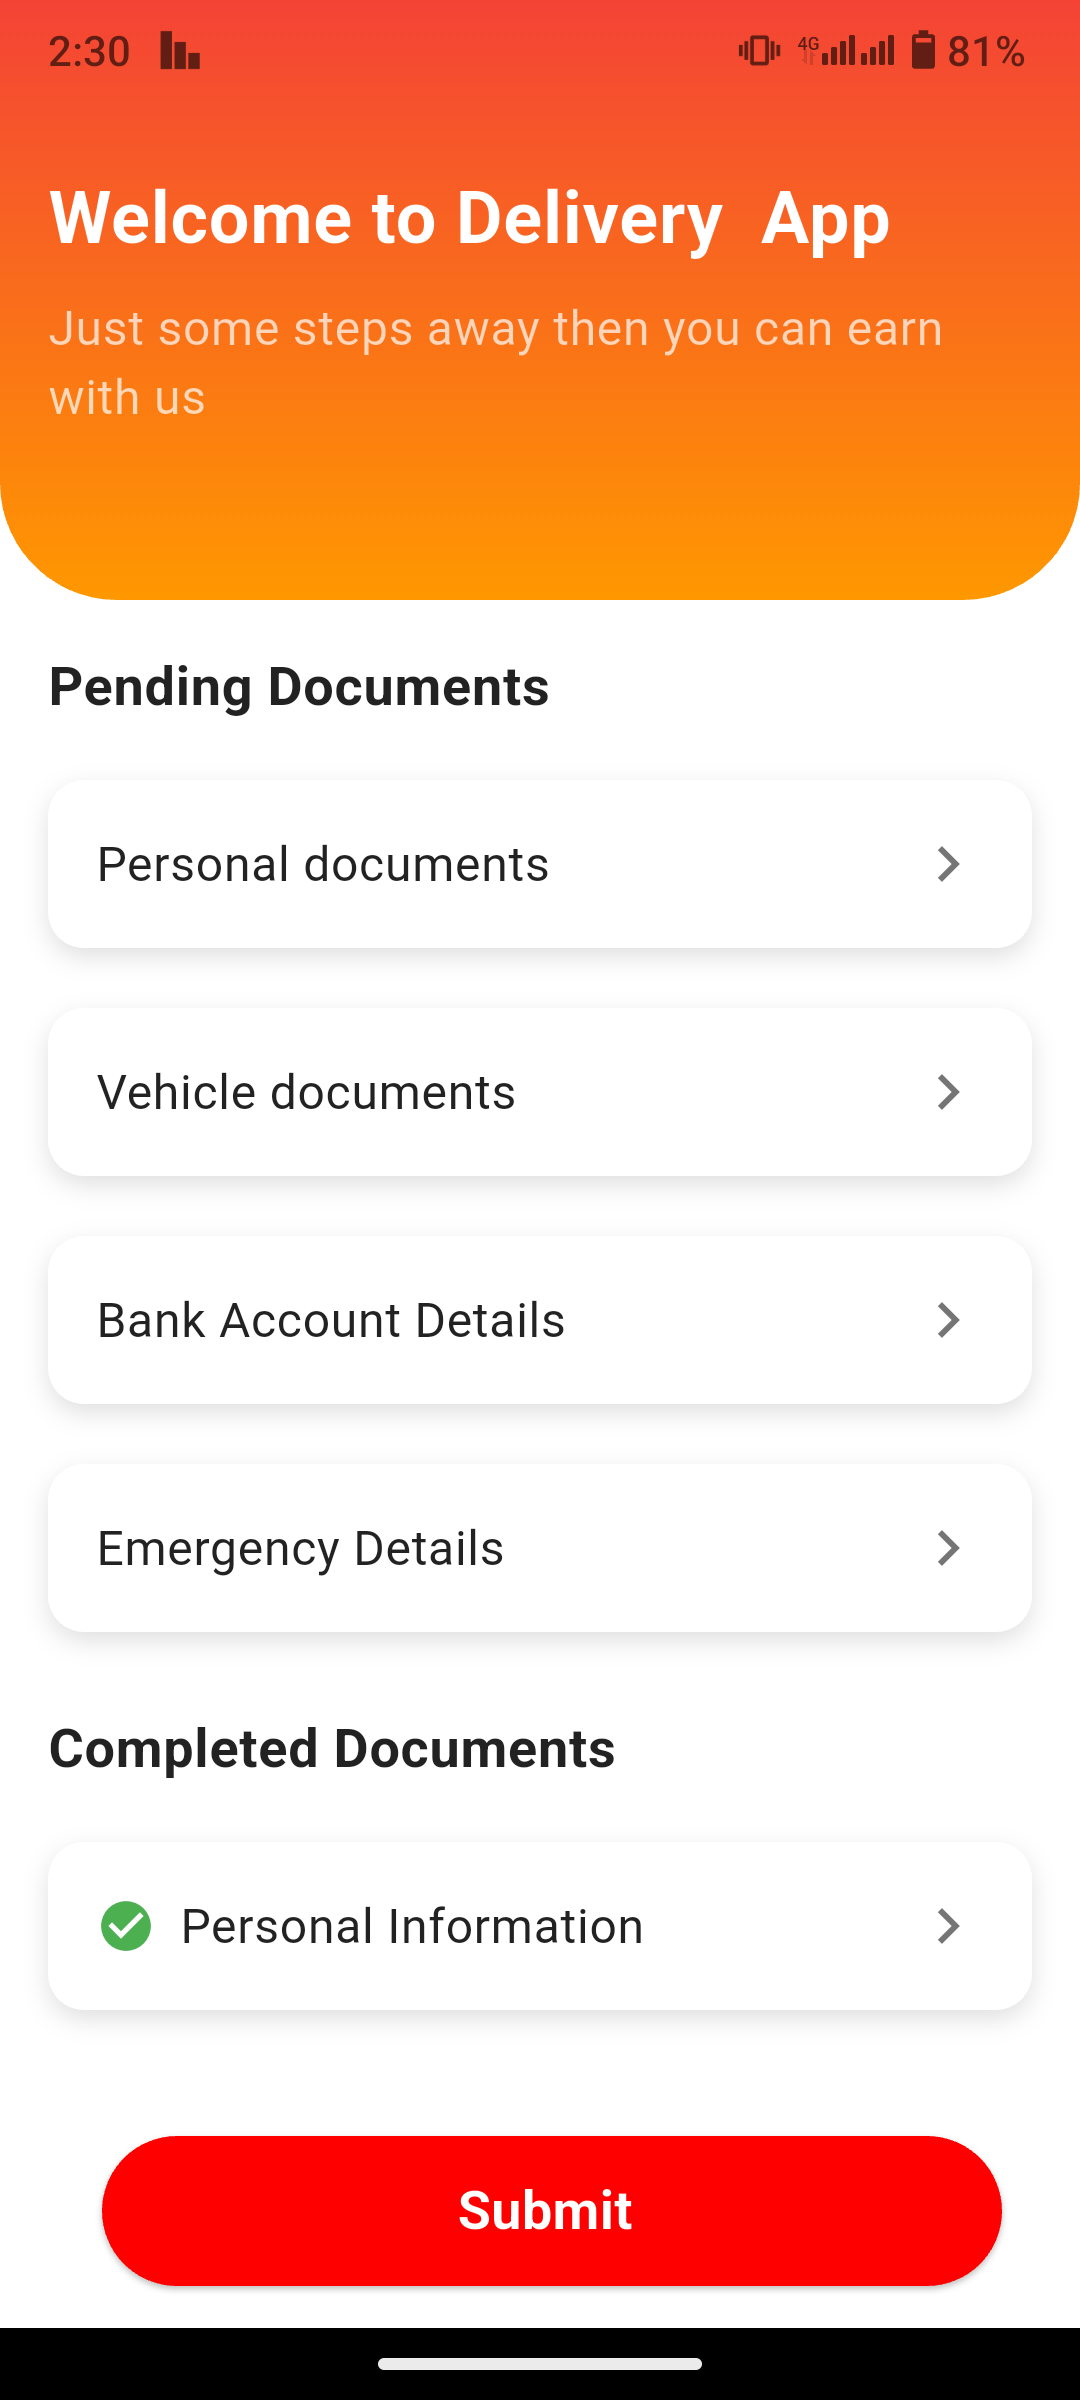 2:30 4G 81%
Welcome to Delivery  App
Just some steps away then you can earn
with us
Pending Documents
Personal documents
Vehicle documents
Bank Account Details
Emergency Details
Completed Documents
Personal Information
Submit